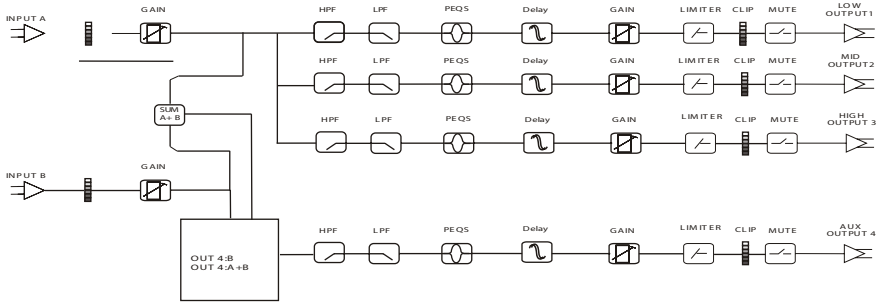 INPUT A
GAIN
HPF
LPF
PEQS
Delay
GAIN
LIMITER
CLIP
MUTE
LOW
OUTPUT1
HPF
LPF
PEQS
Delay
GAIN
LIMITER
CLIP
MUTE
MID
OUTPUT2
SUM
A+ B
HPF
LPF
PEQS
Delay
GAIN
LIMITER
CLIP
MUTE
HIGH
OUTPUT 3
INPUT B
GAIN
OUT 4:B
OUT 4:A+B
HPF
LPF
PEQS
Delay
GAIN
LIMITER
CLIP
MUTE
AUX
OUTPUT 4